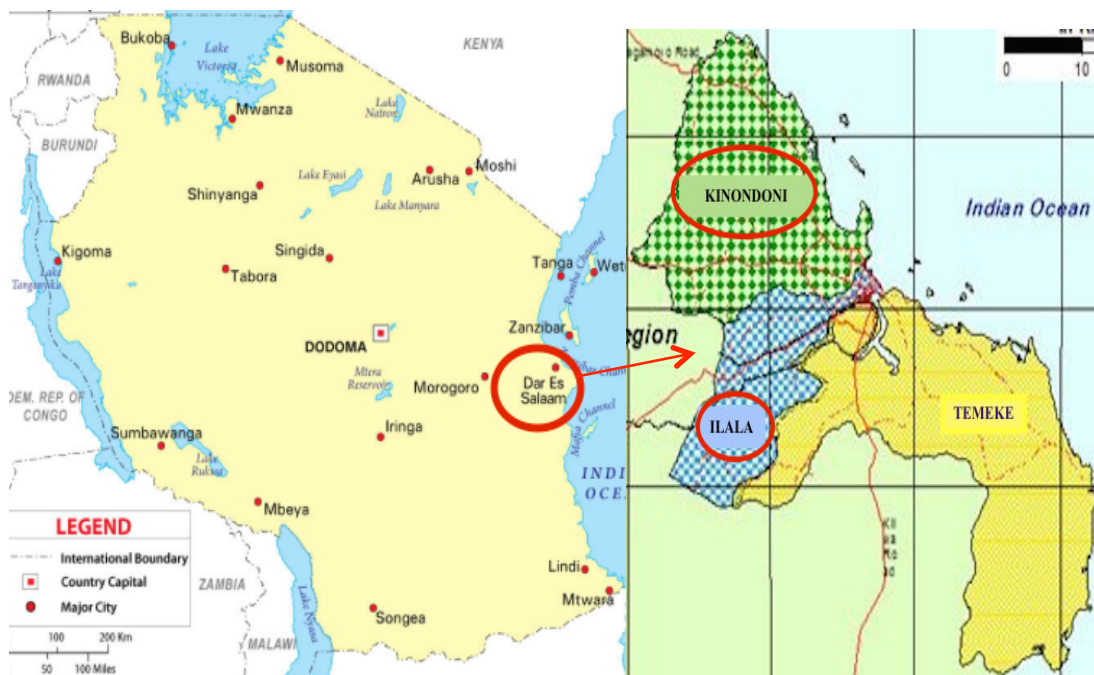 Bukoba
Lake
Victoria
KENYA
Musoma
RWANDA
Mwanza
Lake
Natron
BURUNDI
Lake Eyasi
Arusha
Moshi
Shinyanga
Lake
Manyara
Kigoma
Lake
Tanganyika
Tabora
Singida
Tanga
Pemba Channel
Wet
DODOMA
Zanzibar
Mtera
Reservoir
Morogoro
Dar Es
Salaam
DEM. REP. OF
CONGO
Iringa
Mafia Channel
Sumbawanga
Lake
Rukwa
INDI
OCE
Mbeya
LEGEND
International Boundary
Country Capital
Major City
100 200 Km
50 100 Miles
ZAMBIA
MALAWI
Lake Nyasa
Songea
Lindi
Mtwara
0 10
Road
KINONDONI
Indian Ocean
egion
ILALA
TEMEKE